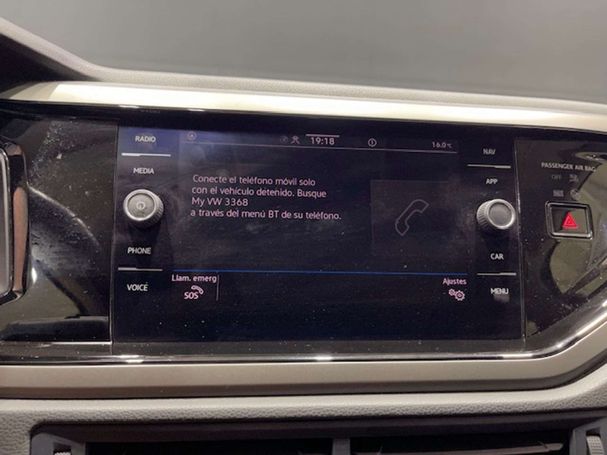 RADIO
19:18
16.0°C
NAV
MEDIA
APP
PASSENGER AIR BAG
OFF
Conecte el teléfono móvil solo
con el vehículo detenido. Busque
My VW 3368
a través del menú BT de su teléfono.
PHONE
CAR
VOICE
Llam. emerg
SOS
Ajustes
MENU